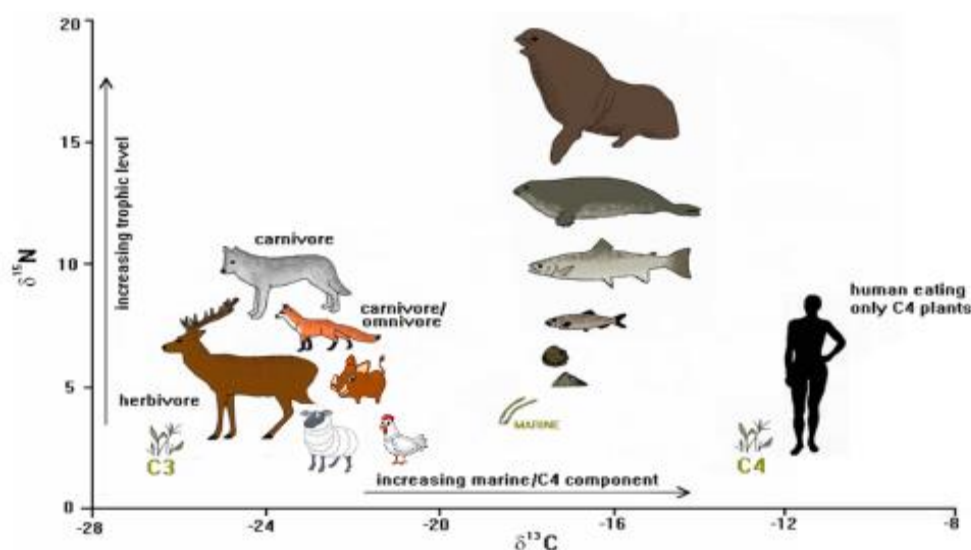 20
15
10
5
0
δ15N
increasing trophic level
carnivore
carnivore/
omnivore
herbivore
C3
MARINE
human eating
only C4 plants
C4
increasing marine/C4 component
-28
-24
-20
-16
-12
-8
δ13C